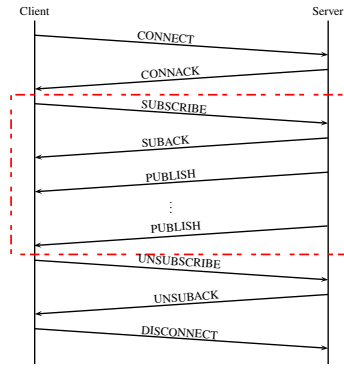 Client Server
CONNECT
CONNACK
SUBSCRIBE
SUBACK
PUBLISH
⋮
PUBLISH
UNSUBSCRIBE
UNSUBACK
DISCONNECT